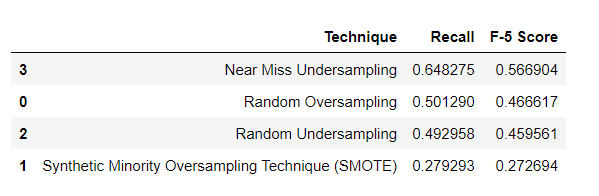 Technique Recall F-5 Score
3 Near Miss Undersampling 0.648275 0.566904
0 Random Oversampling 0.501290 0.466617
2 Random Undersampling 0.492958 0.459561
1 Synthetic Minority Oversampling Technique (SMOTE) 0.279293 0.272694